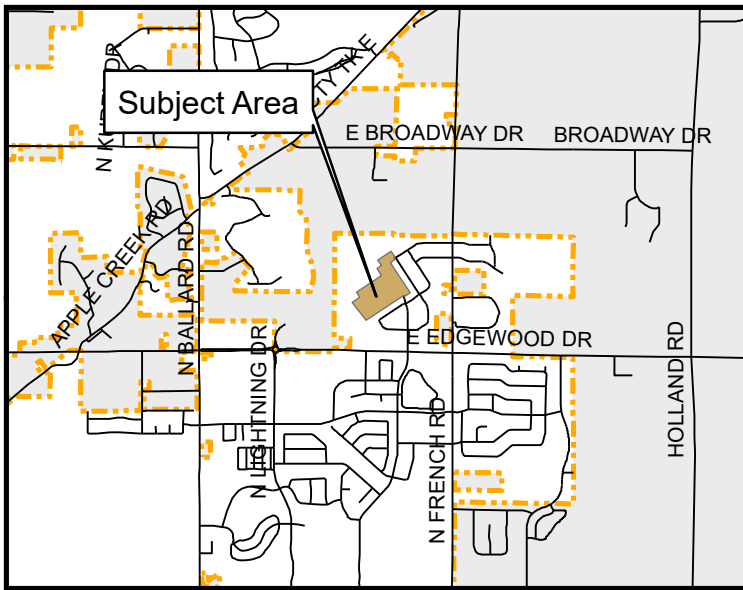 Subject Area
E BROADWAY DR
BROADWAY DR
APPLE CREEK RD
N BALLARD RD
E EDGEWOOD DR
N LIGHTNING DR
N FRENCH RD
HOLLAND RD